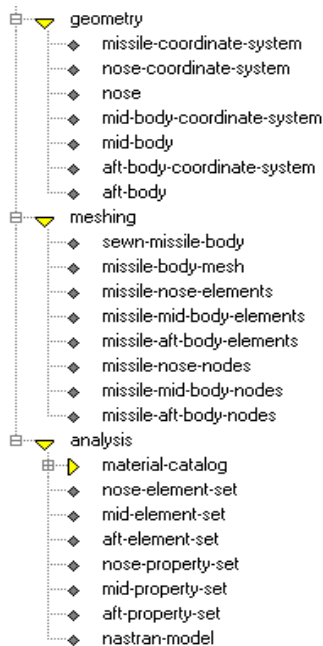 geometry
missile-coordinate-system
nose-coordinate-system
nose
mid-body-coordinate-system
mid-body
aft-body-coordinate-system
aft-body
meshing
sewn-missile-body
missile-body-mesh
missile-nose-elements
missile-mid-body-elements
missile-aft-body-elements
missile-nose-nodes
missile-mid-body-nodes
missile-aft-body-nodes
analysis
material-catalog
nose-element-set
mid-element-set
aft-element-set
nose-property-set
mid-property-set
aft-property-set
nastran-model